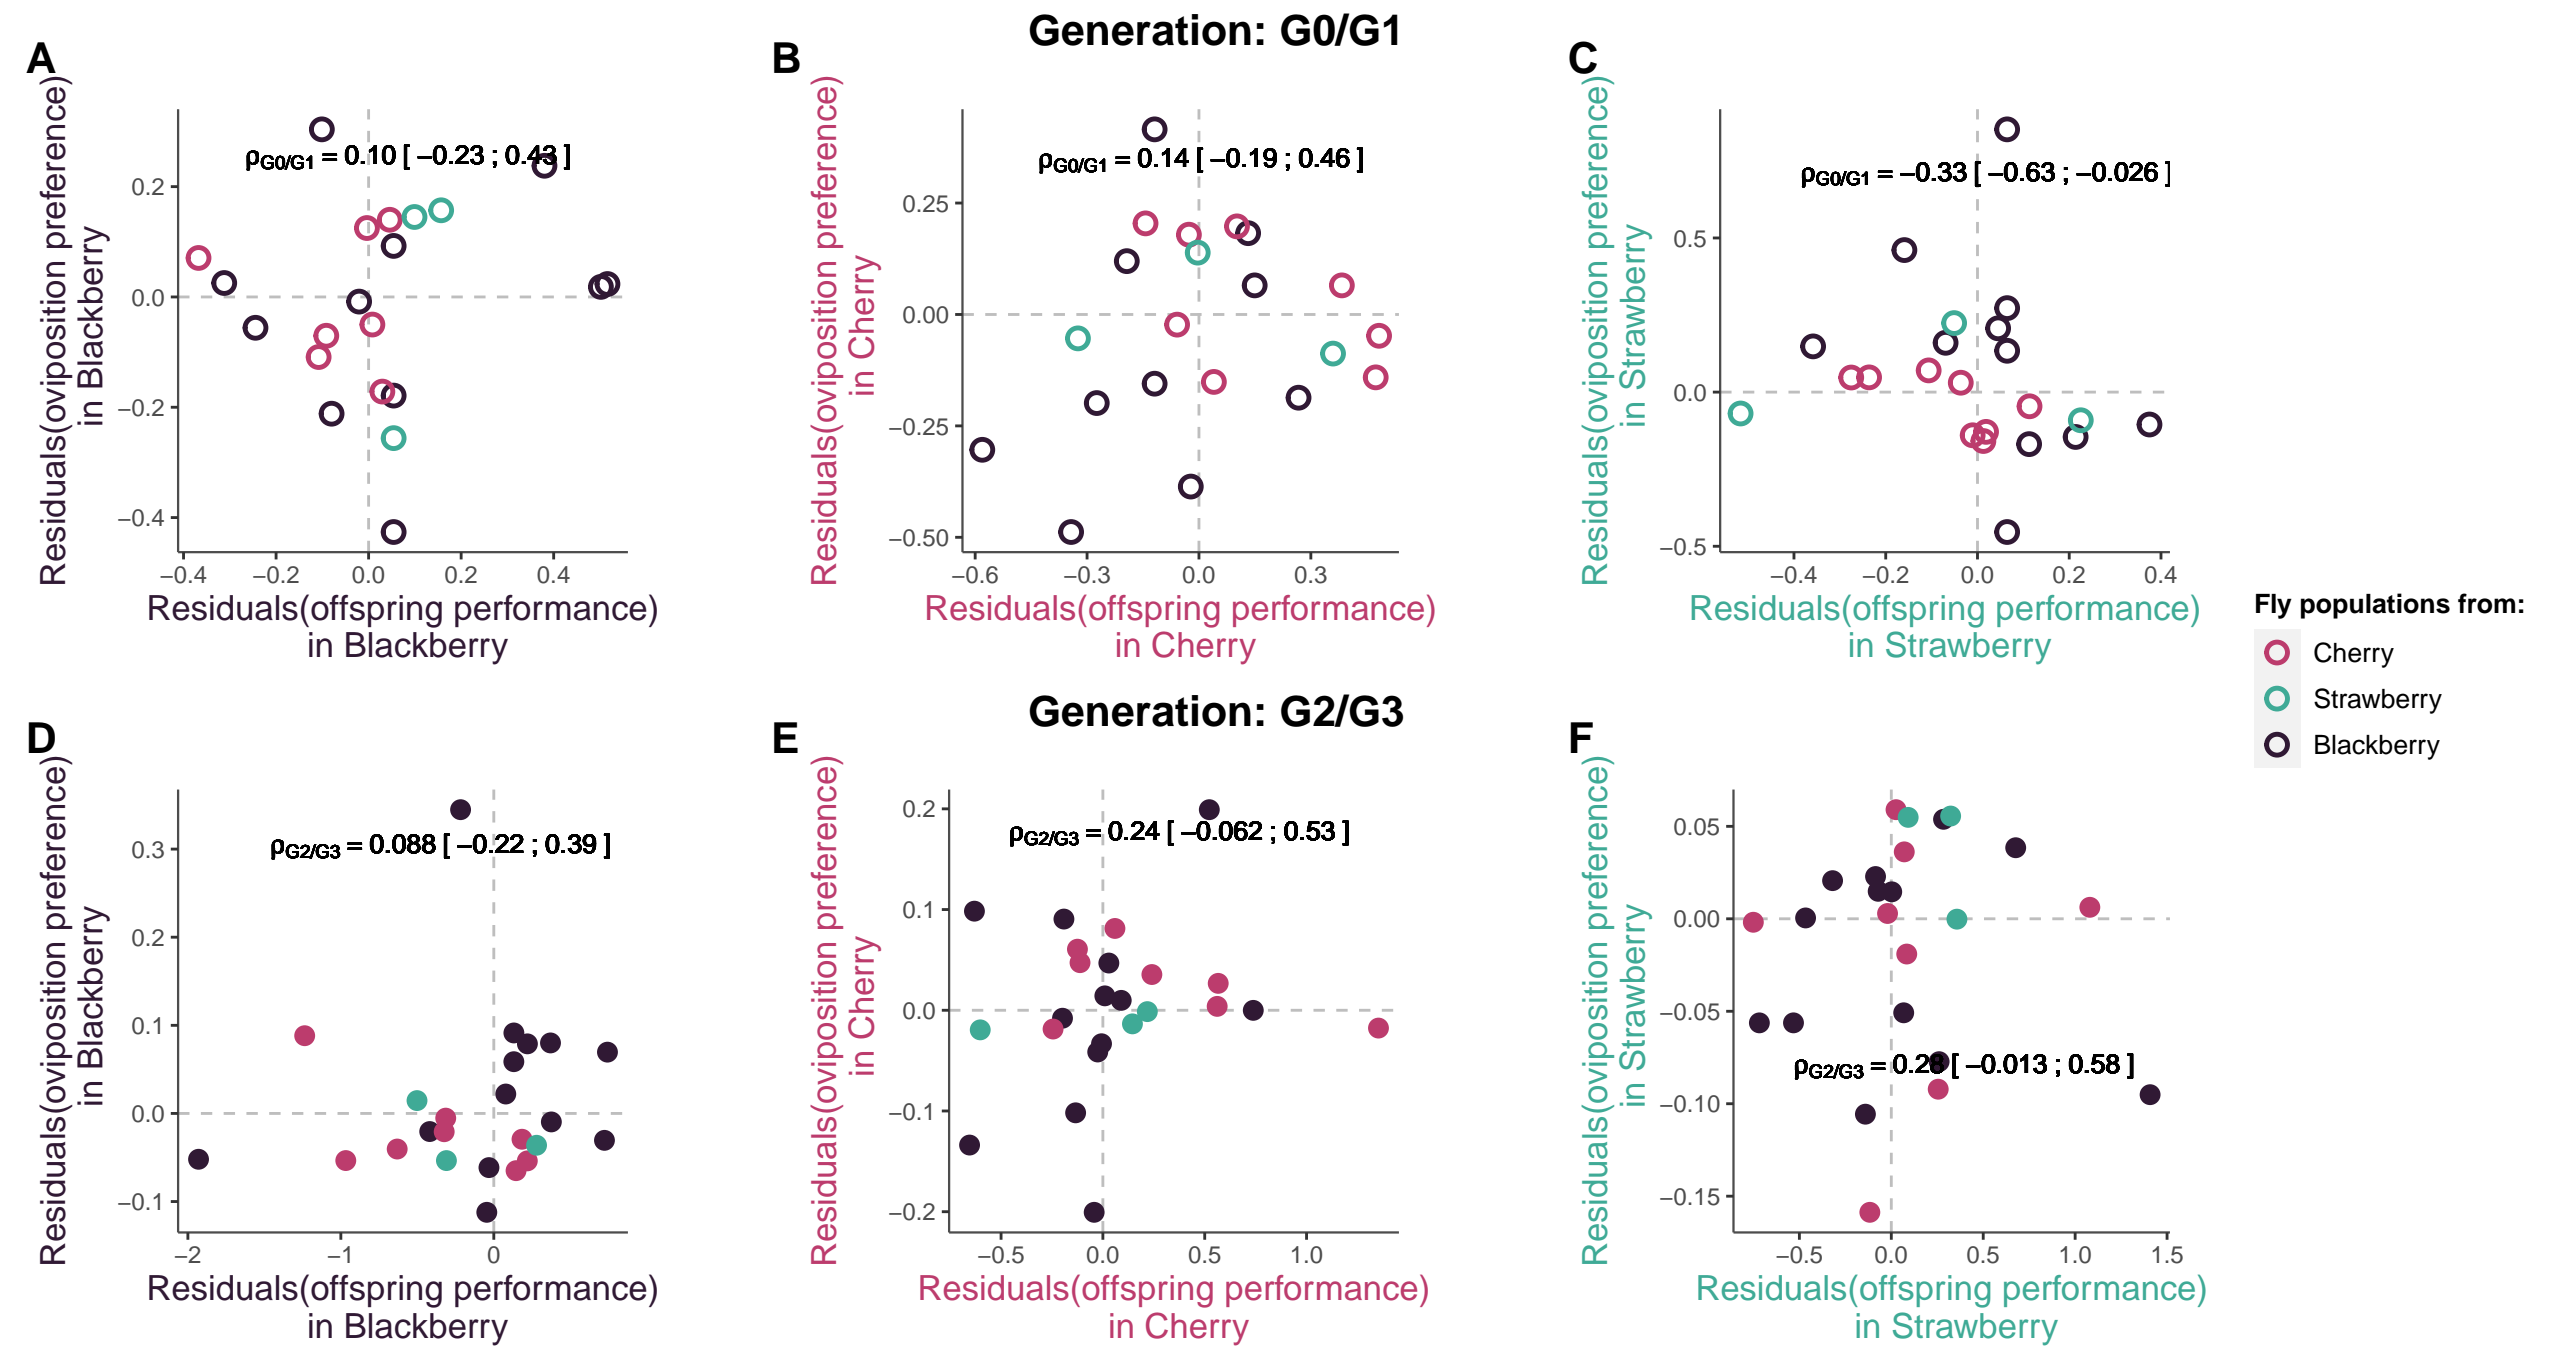 Generation: G0/G1
A
Residuals(oviposition preference)
in Blackberry
ρG0/G1 = 0.10 [ −0.23 ; 0.43 ]
0.2
0.0
−0.2
−0.4
−0.4
−0.2
0.0
0.2
0.4
Residuals(offspring performance)
in Blackberry
B
Residuals(oviposition preference)
in Cherry
ρG0/G1 = 0.14 [ −0.19 ; 0.46 ]
0.25
0.00
−0.25
−0.50
−0.6
−0.3
0.0
0.3
Residuals(offspring performance)
in Cherry
C
Residuals(oviposition preference)
in Strawberry
ρG0/G1 = −0.33 [ −0.63 ; −0.026 ]
0.5
0.0
−0.5
−0.4
−0.2
0.0
0.2
0.4
Residuals(offspring performance)
in Strawberry
Fly populations from:
Cherry
Strawberry
Blackberry
Generation: G2/G3
D
Residuals(oviposition preference)
in Blackberry
ρG2/G3 = 0.088 [ −0.22 ; 0.39 ]
0.3
0.2
0.1
0.0
−0.1
−2
−1
0
Residuals(offspring performance)
in Blackberry
E
Residuals(oviposition preference)
in Cherry
ρG2/G3 = 0.24 [ −0.062 ; 0.53 ]
0.2
0.1
0.0
−0.1
−0.2
−0.5
0.0
0.5
1.0
Residuals(offspring performance)
in Cherry
F
Residuals(oviposition preference)
in Strawberry
ρG2/G3 = 0.28 [ −0.013 ; 0.58 ]
0.05
0.00
−0.05
−0.10
−0.15
−0.5
0.0
0.5
1.0
1.5
Residuals(offspring performance)
in Strawberry